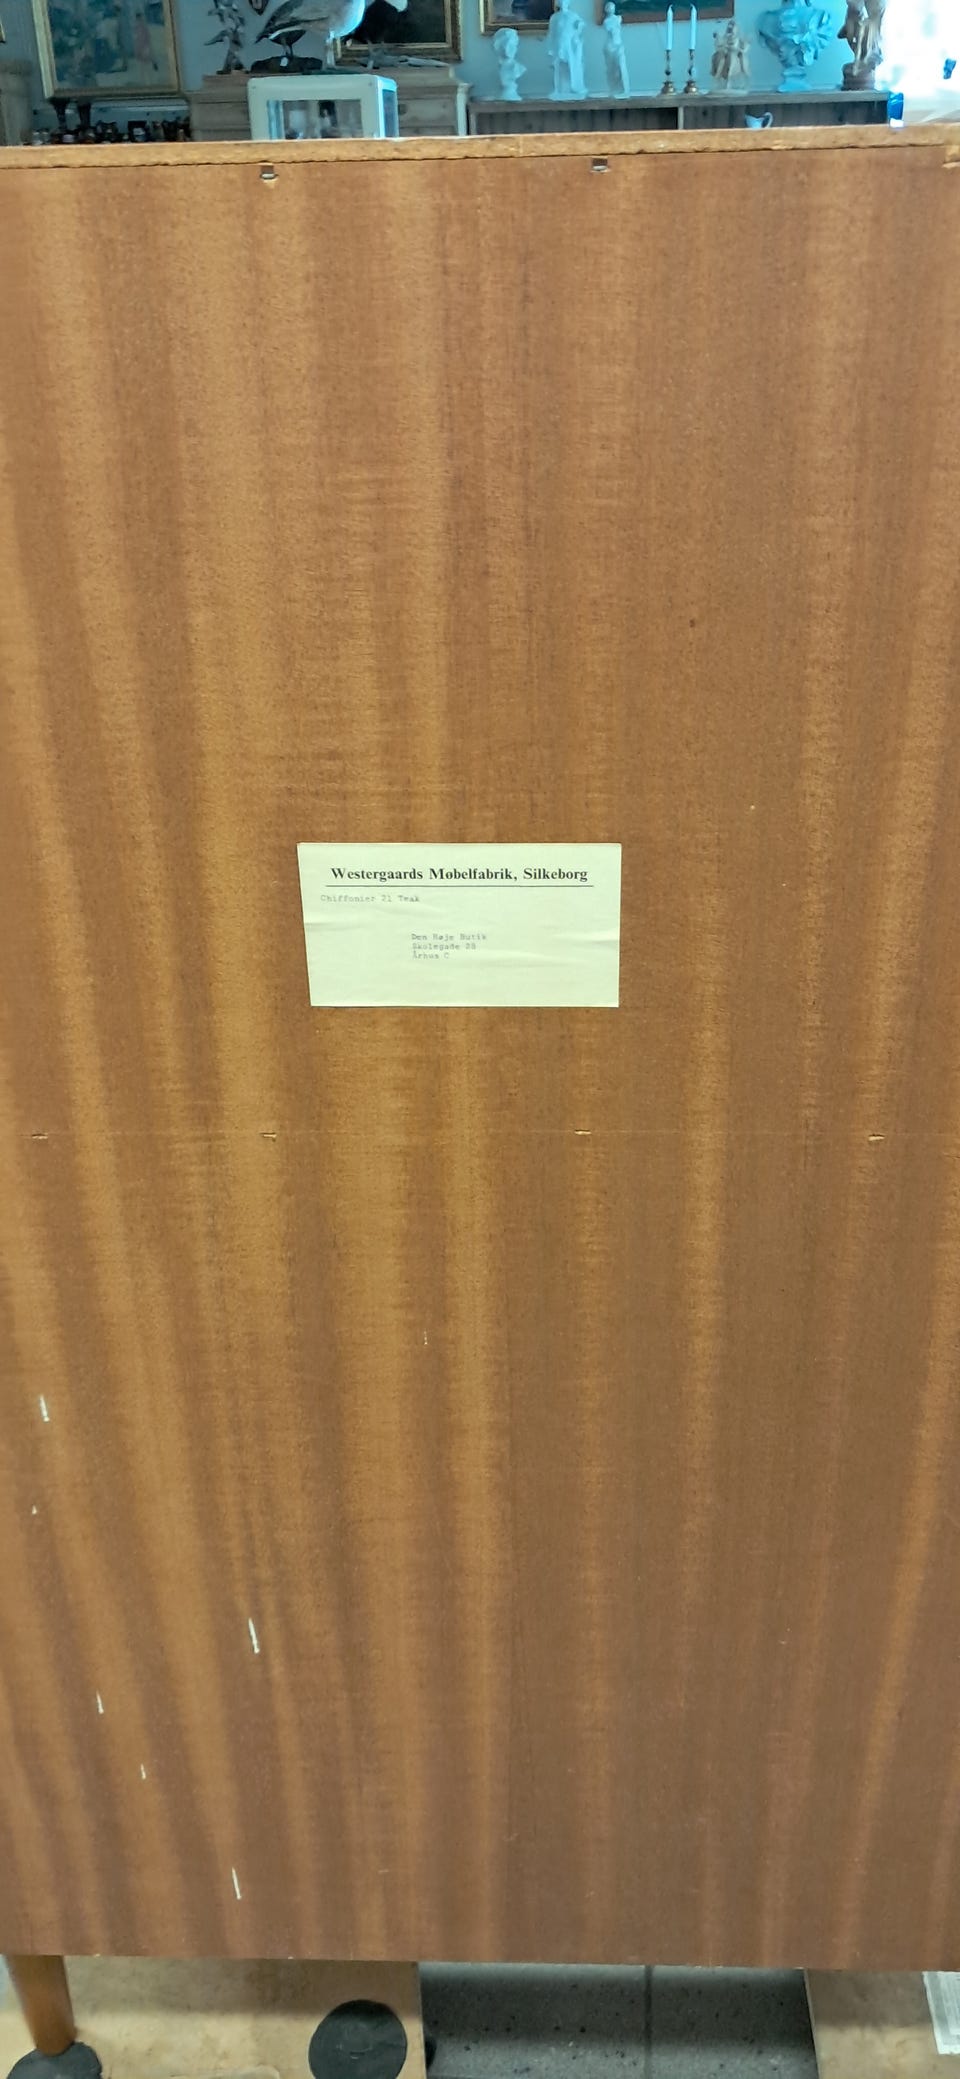 Westergaards Møbelfabrik, Silkeborg
Chiffonier 21 Teak
Den Høje Butik
Skolegade 28
Århus C